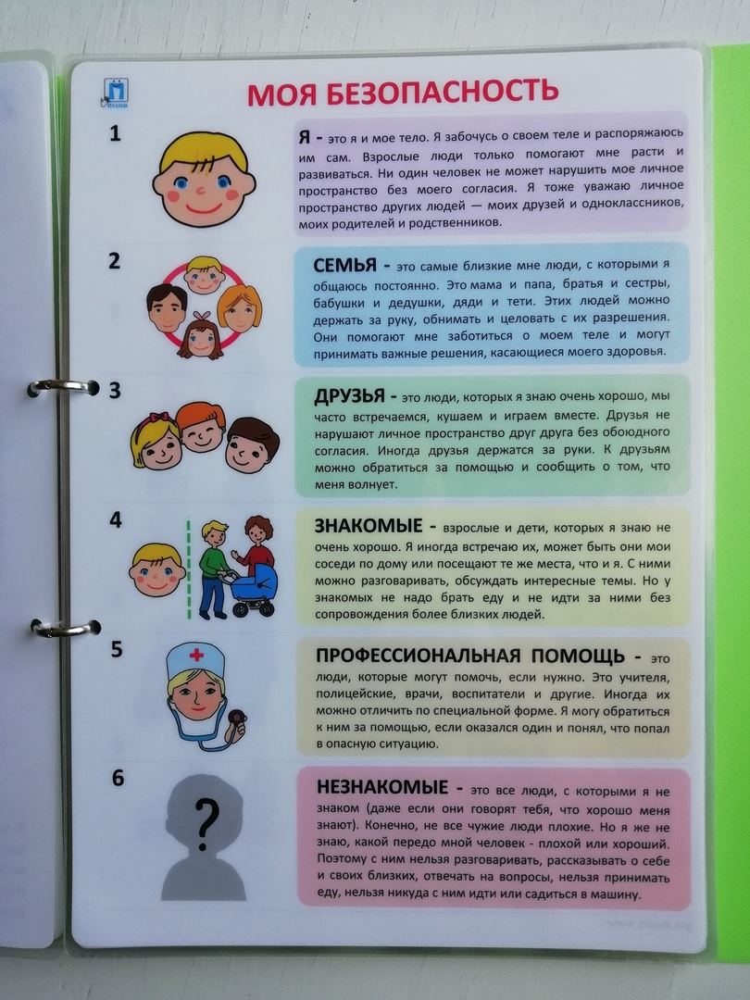 МОЯ БЕЗОПАСНОСТЬ
1
Я - это я и мое тело. Я забочусь о своем теле и распоряжаюсь
им сам. Взрослые люди только помогают мне расти и
развиваться. Ни один человек не может нарушить мое личное
пространство без моего согласия. Я тоже уважаю личное
пространство других людей — моих друзей и одноклассников,
моих родителей и родственников.
2
СЕМЬЯ - это самые близкие мне люди, с которыми я
общаюсь постоянно. Это мама и папа, братья и сестры,
бабушки и дедушки, дяди и тети. Этих людей можно
держать за руку, обнимать и целовать с их разрешения.
Они помогают мне заботиться о моем теле и могут
принимать важные решения, касающиеся моего здоровья.
3
ДРУЗЬЯ - это люди, которых я знаю очень хорошо, мы
часто встречаемся, кушаем и играем вместе. Друзья не
нарушают личное пространство друг друга без обоюдного
согласия. Иногда друзья держатся за руки. К друзьям
можно обратиться за помощью и сообщить о том, что
меня волнует.
4
ЗНАКОМЫЕ - взрослые и дети, которых я знаю не
очень хорошо. Я иногда встречаю их, может быть они мои
соседи по дому или посещают те же места, что и я. С ними
можно разговаривать, обсуждать интересные темы. Но у
знакомых не надо брать еду и не идти за ними без
сопровождения более близких людей.
5
ПРОФЕССИОНАЛЬНАЯ ПОМОЩЬ - это
люди, которые могут помочь, если нужно. Это учителя,
полицейские, врачи, воспитатели и другие. Иногда их
можно отличить по специальной форме. Я могу обратиться
к ним за помощью, если оказался один и понял, что попал
в опасную ситуацию.
6
?
НЕЗНАКОМЫЕ - это все люди, с которыми я не
знаком (даже если они говорят тебя, что хорошо меня
знают). Конечно, не все чужие люди плохие. Но я же не
знаю, какой передо мной человек - плохой или хороший.
Поэтому с ним нельзя разговаривать, рассказывать о себе
и своих близких, отвечать на вопросы, нельзя принимать
еду, нельзя никуда с ним идти или садиться в машину.
www.planik.org